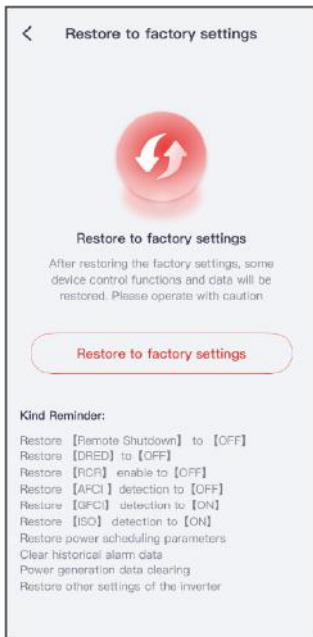 Restore to factory settings
Restore to factory settings
After restoring the factory settings, some
device control functions and data will be
restored. Please operate with caution
Restore to factory settings
Kind Reminder:
Restore 【Remote Shutdown】 to 【OFF】
Restore 【DRED】 to 【OFF】
Restore 【RCR】 enable to 【OFF】
Restore 【AFCI 】 detection to 【OFF】
Restore 【GFCI】 detection to 【ON】
Restore 【ISO】 detection to 【ON】
Restore power scheduling parameters
Clear historical alarm data
Power generation data clearing
Restore other settings of the inverter